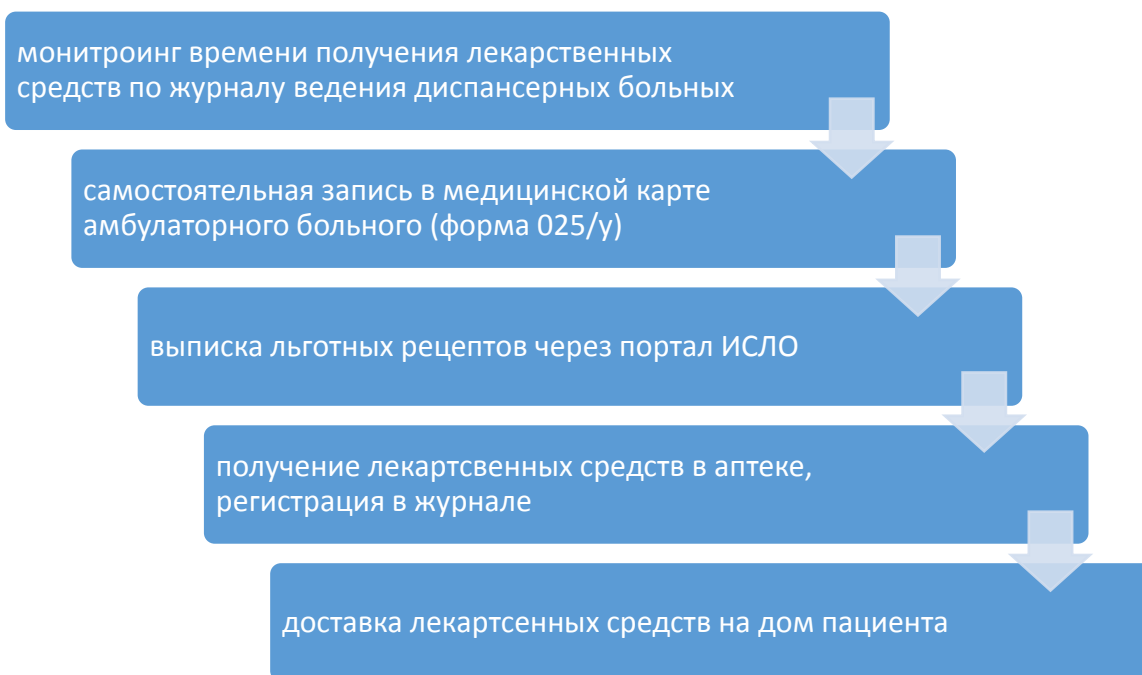 монитроинг времени получения лекарственных
средств по журналу ведения диспансерных больных
самостоятельная запись в медицинской карте
амбулаторного больного (форма 025/у)
выписка льготных рецептов через портал ИСЛО
получение лекартсвенных средств в аптеке,
регистрация в журнале
доставка лекартсенных средств на дом пациента